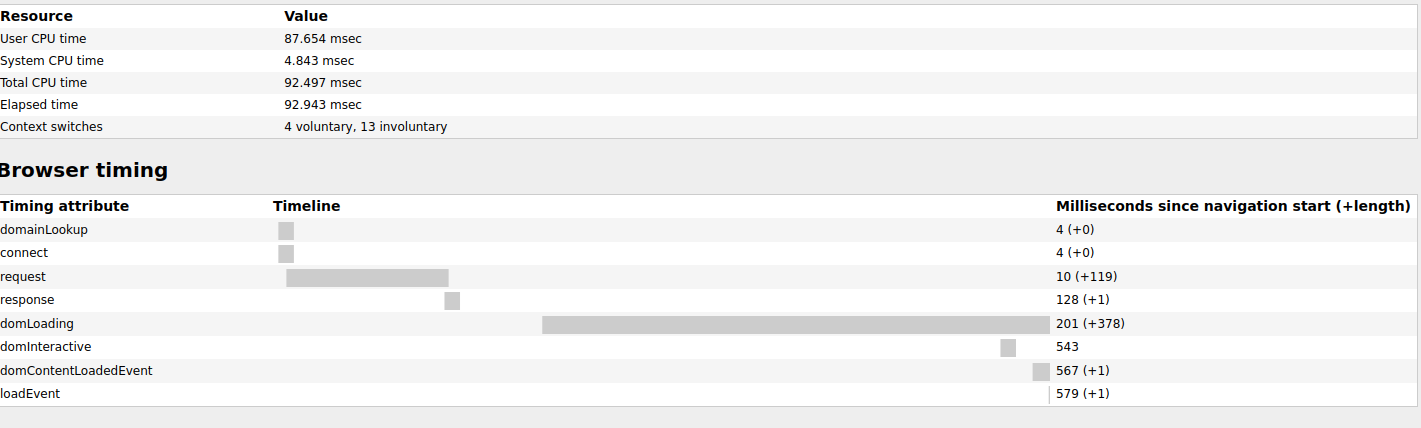 Resource Value
User CPU time 87.654 msec
System CPU time 4.843 msec
Total CPU time 92.497 msec
Elapsed time 92.943 msec
Context switches 4 voluntary, 13 involuntary
Browser timing
Timing attribute Timeline Milliseconds since navigation start (+length)
domainLookup 4 (+0)
connect 4 (+0)
request 10 (+119)
response 128 (+1)
domLoading 201 (+378)
domInteractive 543
domContentLoadedEvent 567 (+1)
loadEvent 579 (+1)